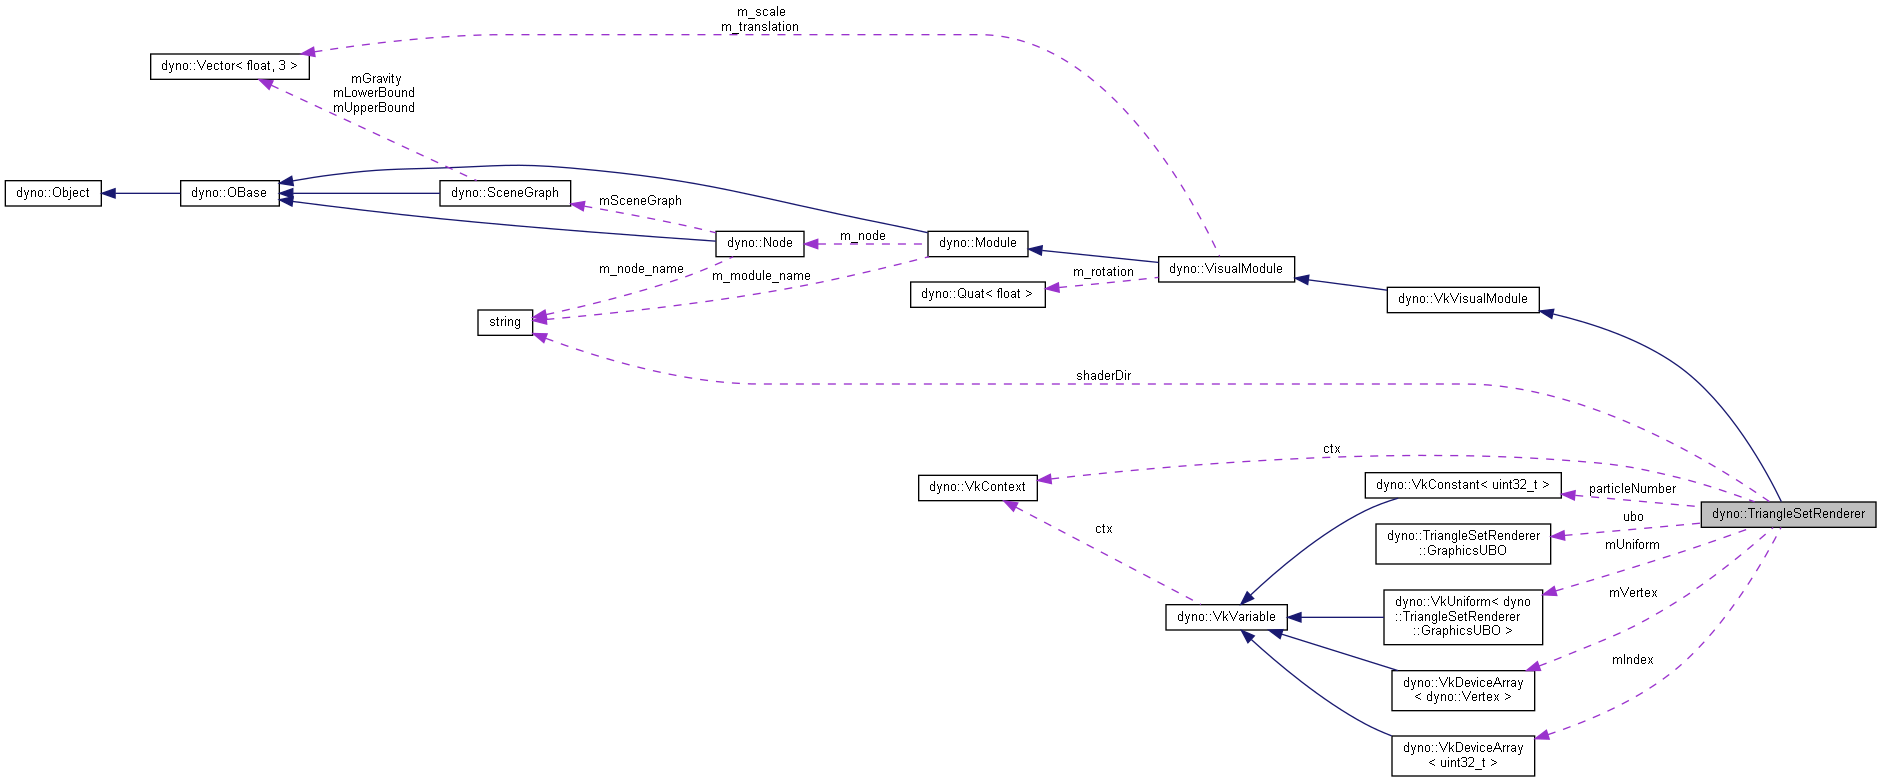 m_scale
m_translation
dyno::Vector< float, 3 >
mGravity
mLowerBound
mUpperBound
dyno::Object
dyno::OBase
dyno::SceneGraph
mSceneGraph
dyno::Node
m_node
dyno::Module
m_node_name
m_module_name
dyno::Quat< float >
m_rotation
dyno::VisualModule
dyno::VkVisualModule
string
shaderDir
ctx
dyno::VkContext
dyno::VkConstant< uint32_t >
particleNumber
dyno::TriangleSetRenderer
ubo
ctx
dyno::TriangleSetRenderer
::GraphicsUBO
mUniform
mVertex
dyno::VkVariable
dyno::VkUniform< dyno
::TriangleSetRenderer
::GraphicsUBO >
mIndex
dyno::VkDeviceArray
< dyno::Vertex >
dyno::VkDeviceArray
< uint32_t >